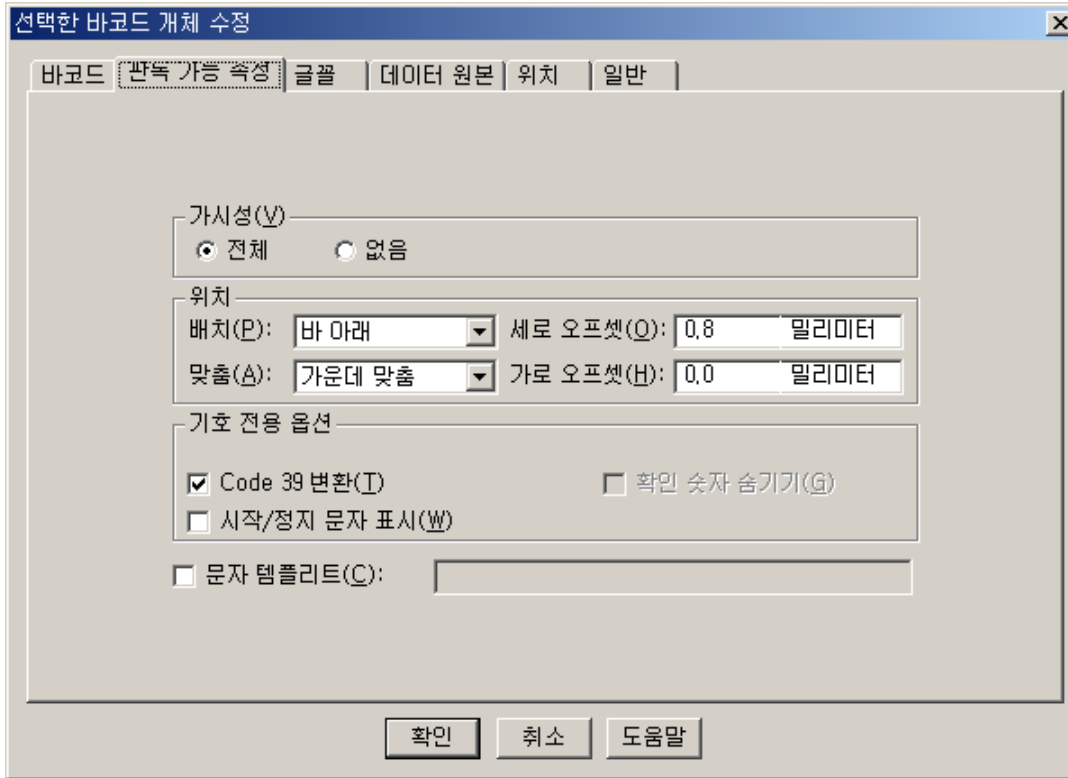 선택한 바코드 개체 수정
바코드 판독 가능 속성 글꼴 데이터 원본 위치 일반
가시성(V)
전체 없음
위치
배치(P): 바 아래 세로 오프셋(O): 0.8 밀리미터
맞춤(A): 가운데 맞춤 가로 오프셋(H): 0.0 밀리미터
기호 전용 옵션
Code 39 변환(T) 확인 숫자 숨기기(G)
시작/정지 문자 표시(W)
문자 템플리트(C):
확인 취소 도움말